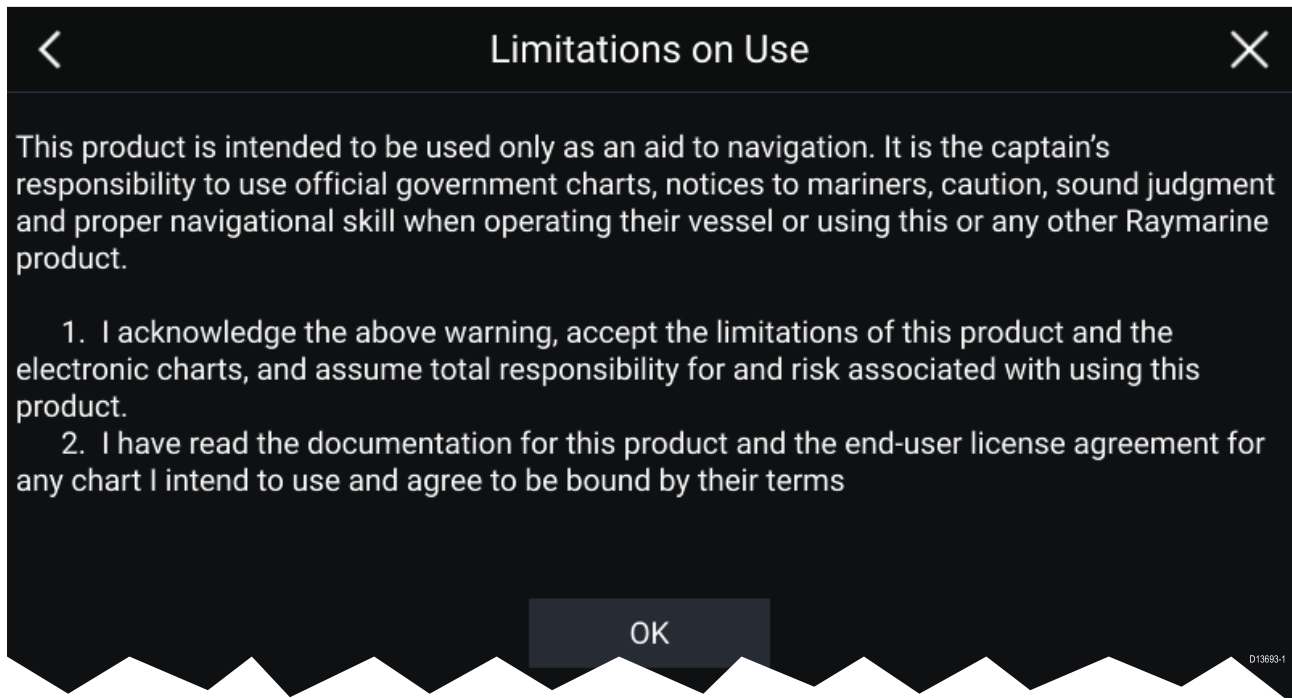 Limitations on Use
This product is intended to be used only as an aid to navigation. It is the captain’s
responsibility to use official government charts, notices to mariners, caution, sound judgment
and proper navigational skill when operating their vessel or using this or any other Raymarine
product.
1. I acknowledge the above warning, accept the limitations of this product and the
electronic charts, and assume total responsibility for and risk associated with using this
product.
2. I have read the documentation for this product and the end-user license agreement for
any chart I intend to use and agree to be bound by their terms
OK
D13693-1